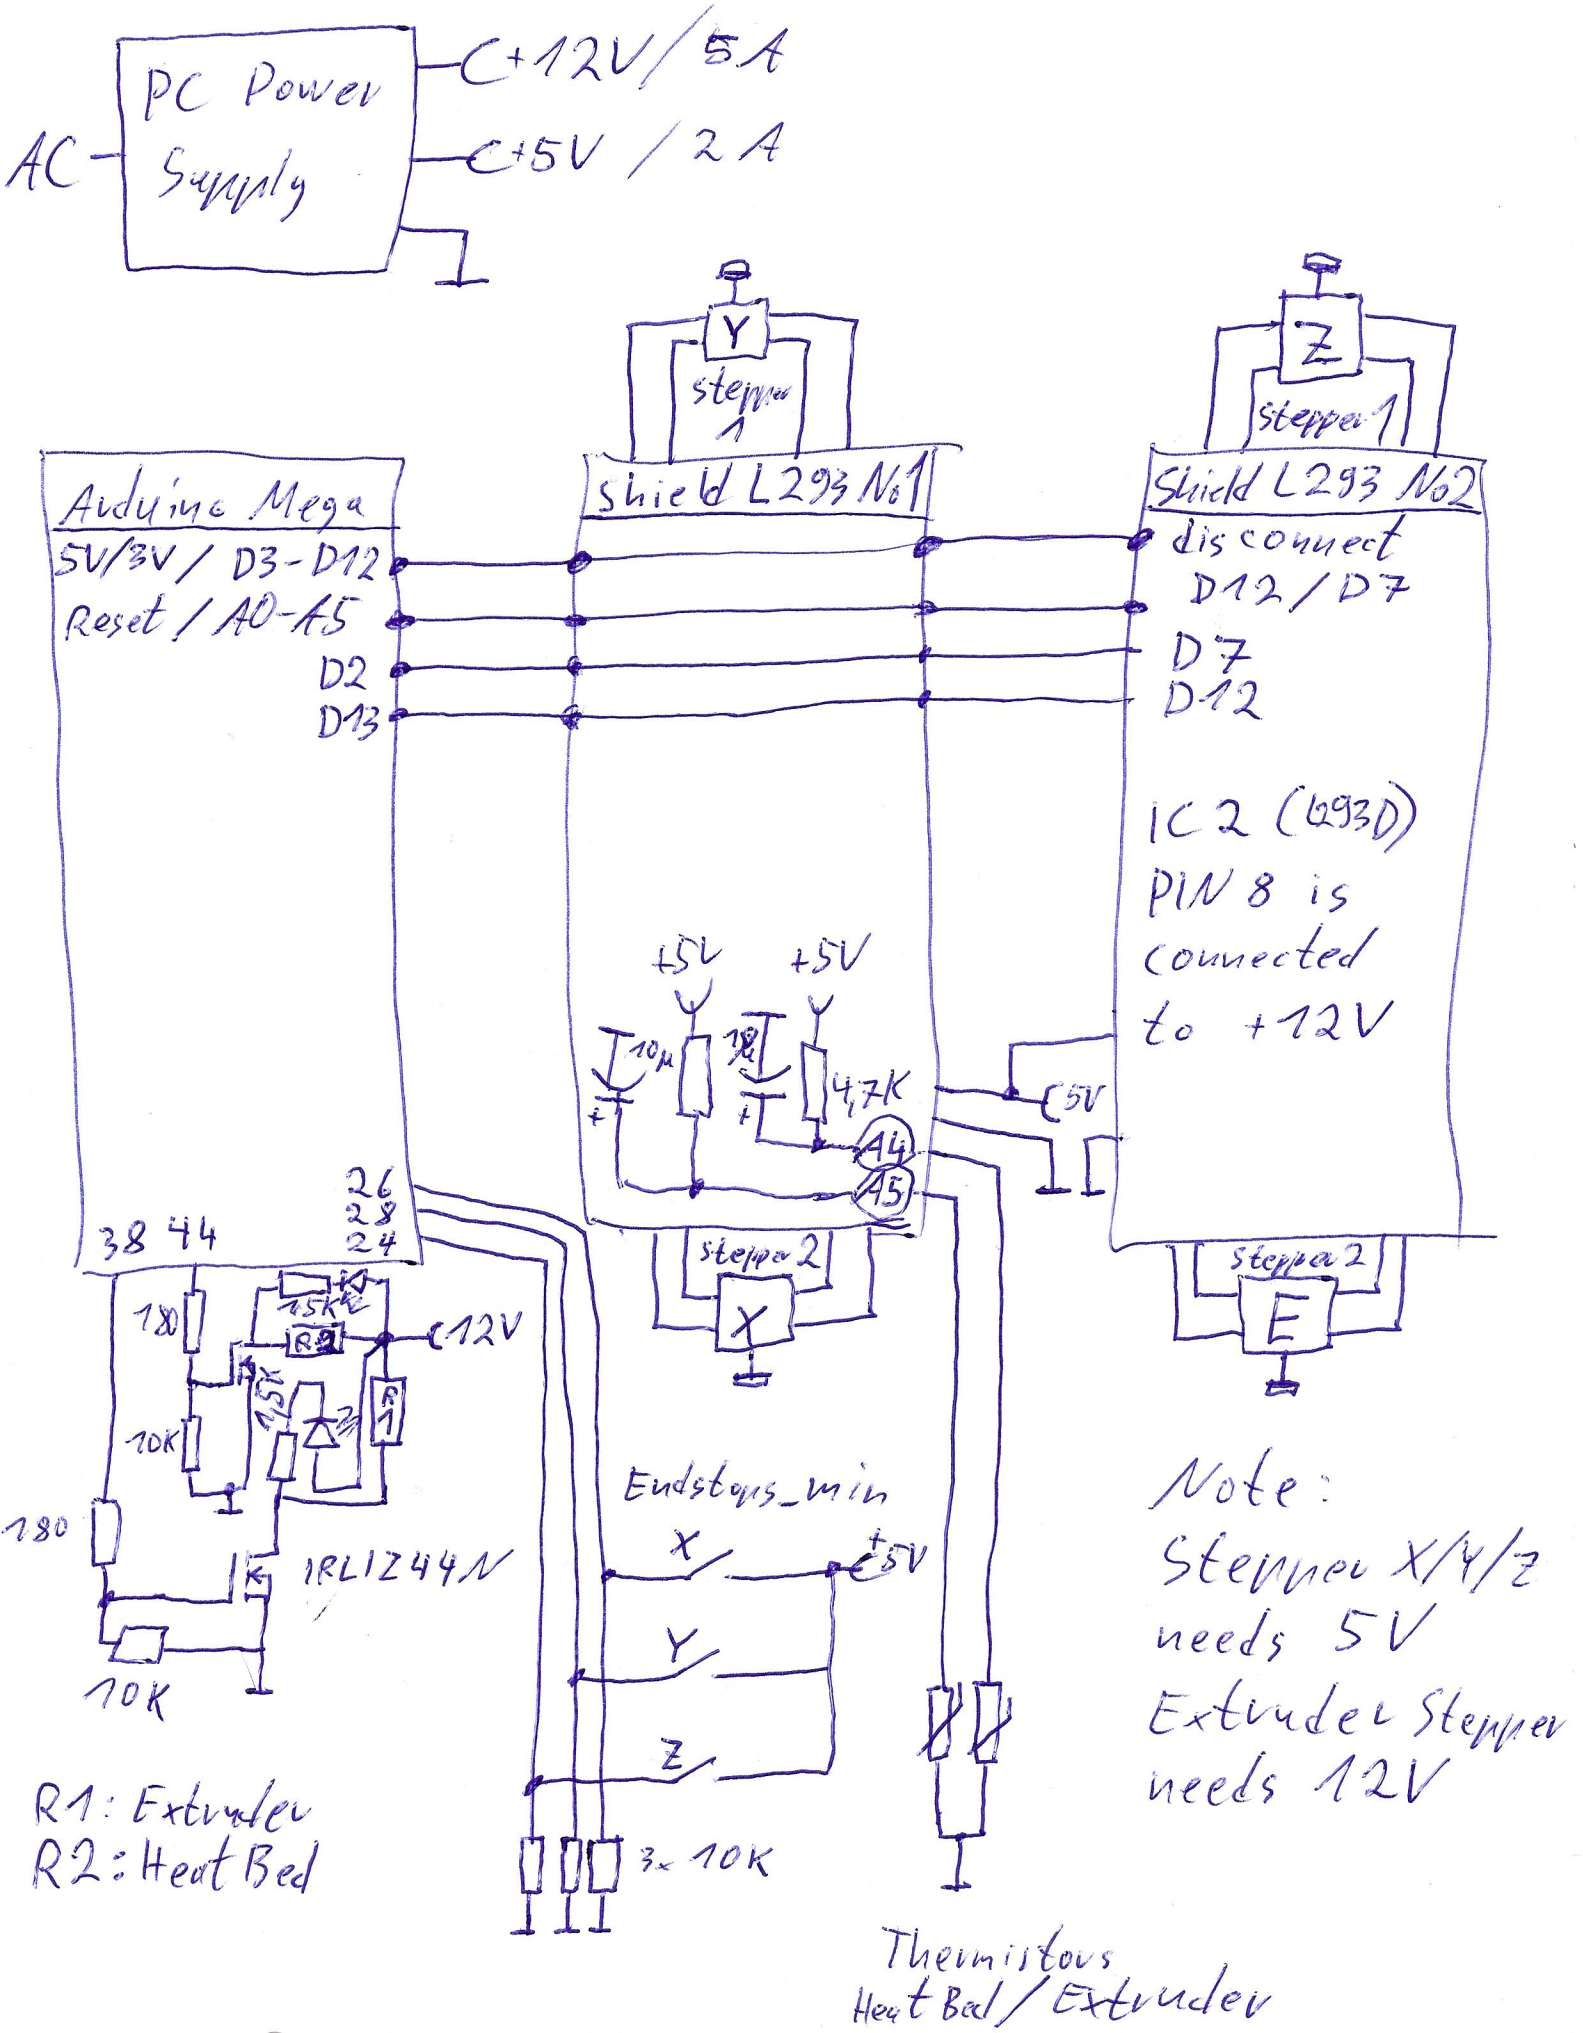 PC Power
Supply
AC
+12V / 5A
+5V / 2A
Y
stepper
1
Z
stepper 1
Arduino Mega
5V/3V / D3-D12
Reset / A0-A5
D2
D13
Shield L293 No1
Shield L293 No2
disconnect
D12 / D7
D7
D12
IC2 (L293D)
PIN 8 is
connected
to +12V
+5V
+5V
10µ
+
+
4,7K
A4
A5
5V
26
28
24
38 44
stepper 2
X
stepper 2
E
180
1.5K
R2
12V
1,5K
R1
10K
180
IRLIZ44N
10K
Endstops_min
X
+5V
Y
Z
3x 10K
R1: Extruder
R2: Heat Bed
Note:
Stepper X/Y/Z
needs 5V
Extruder Stepper
needs 12V
Thermistors
Heat Bed / Extruder